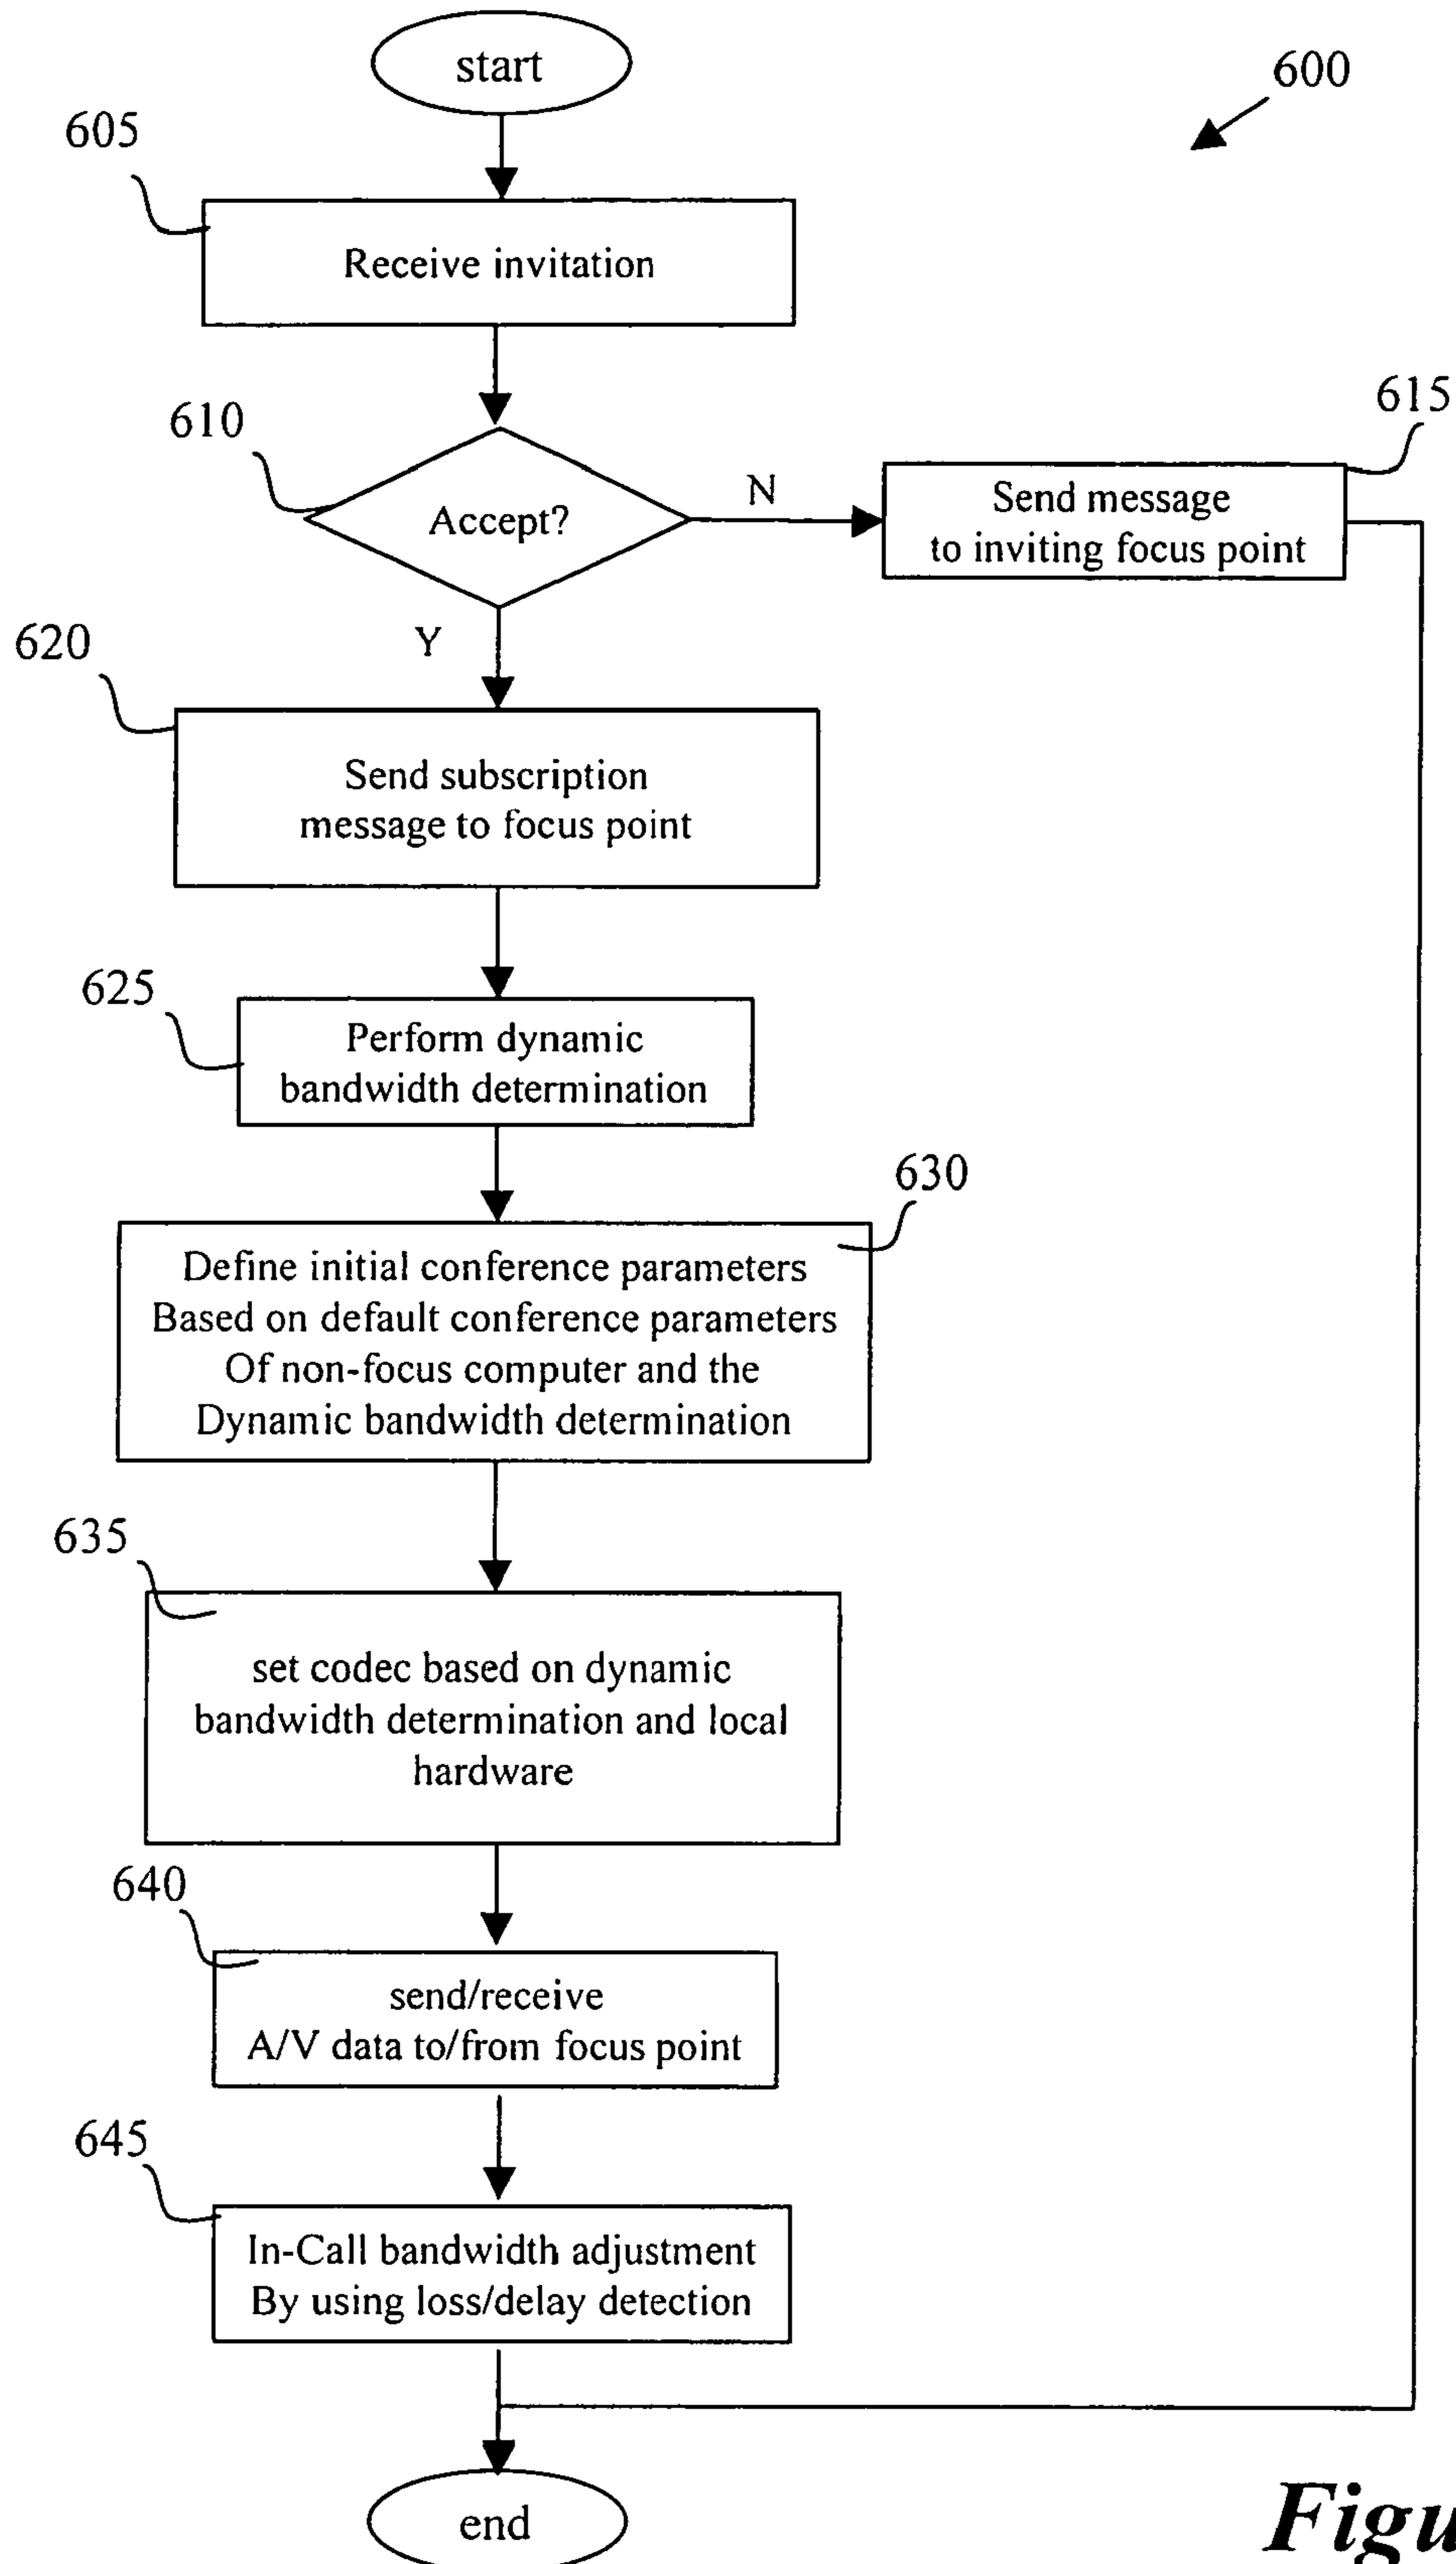 start
600
605
Receive invitation
610
Accept?
N
615
Send message
to inviting focus point
Y
620
Send subscription
message to focus point
625
Perform dynamic
bandwidth determination
630
Define initial conference parameters
Based on default conference parameters
Of non-focus computer and the
Dynamic bandwidth determination
635
set codec based on dynamic
bandwidth determination and local
hardware
640
send/receive
A/V data to/from focus point
645
In-Call bandwidth adjustment
By using loss/delay detection
end
Figu